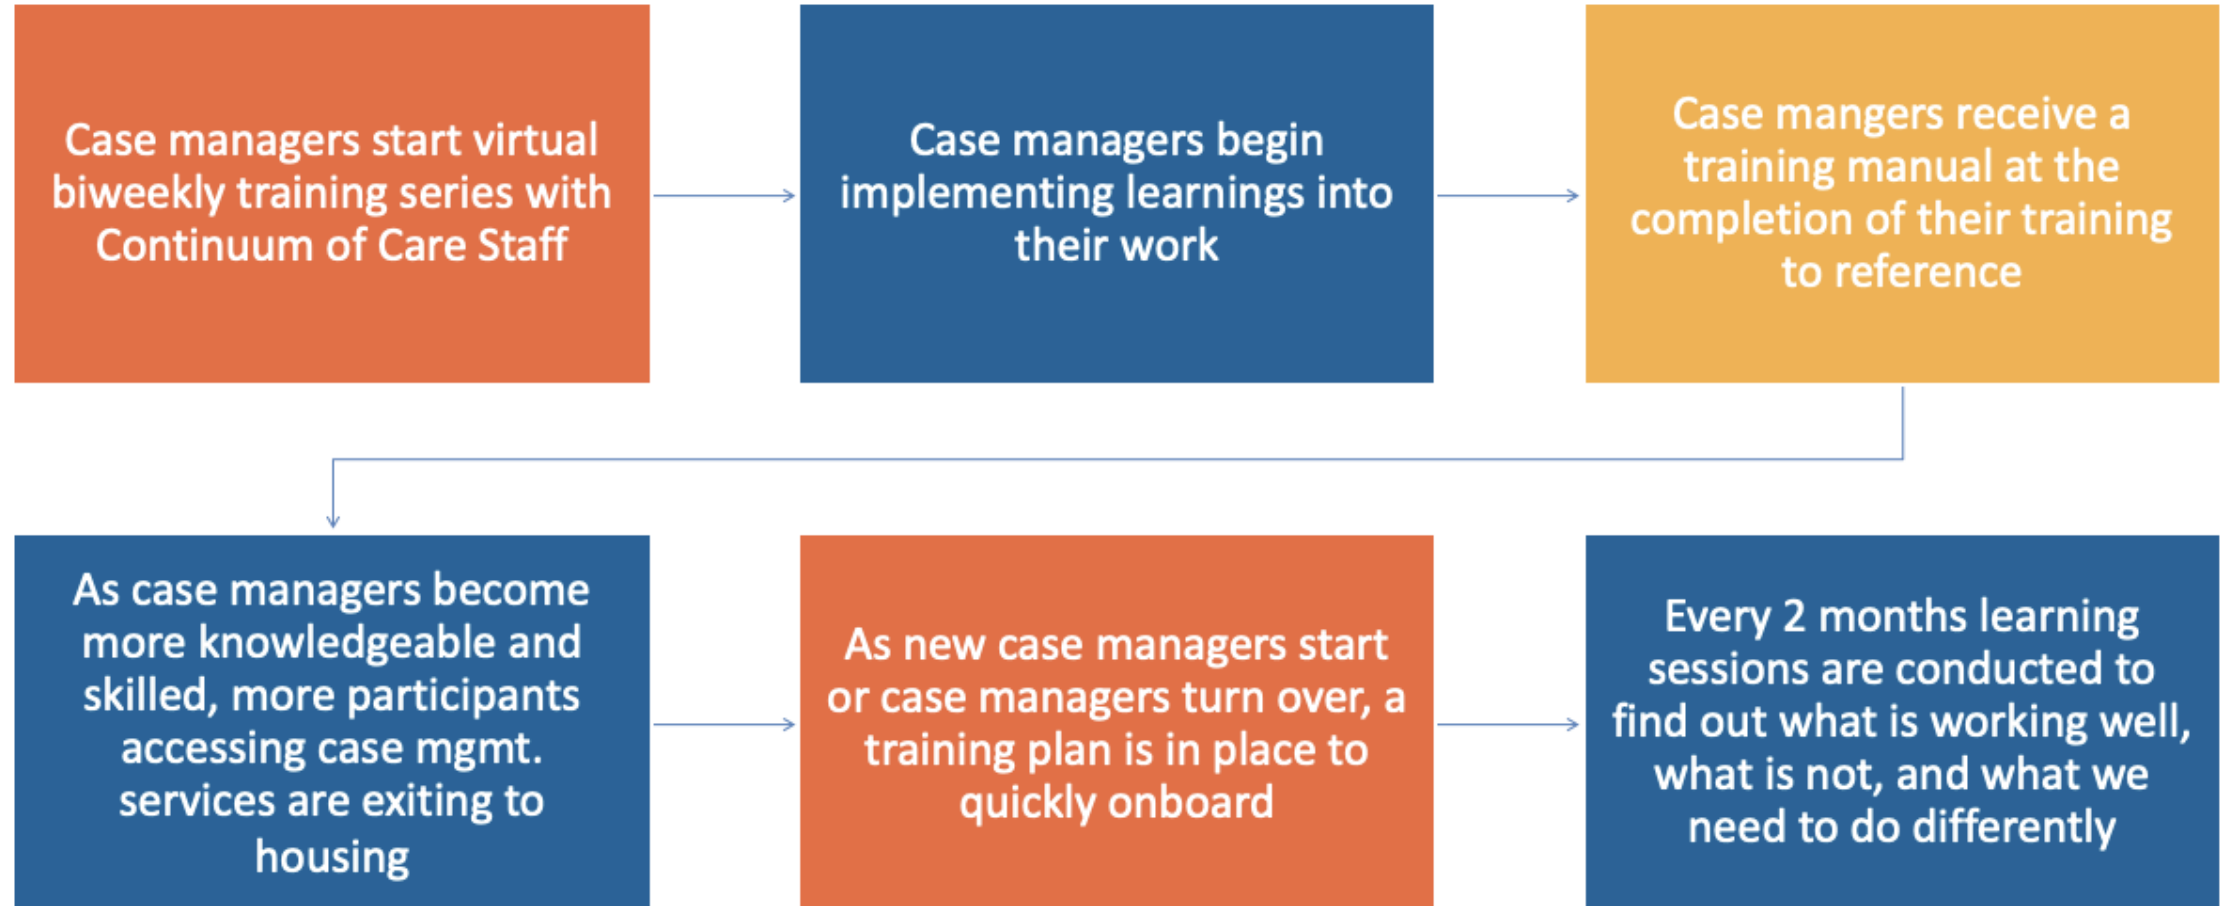 Case managers start virtual
biweekly training series with
Continuum of Care Staff
Case managers begin
implementing learnings into
their work
Case mangers receive a
training manual at the
completion of their training
to reference
As case managers become
more knowledgeable and
skilled, more participants
accessing case mgmt.
services are exiting to
housing
As new case managers start
or case managers turn over, a
training plan is in place to
quickly onboard
Every 2 months learning
sessions are conducted to
find out what is working well,
what is not, and what we
need to do differently